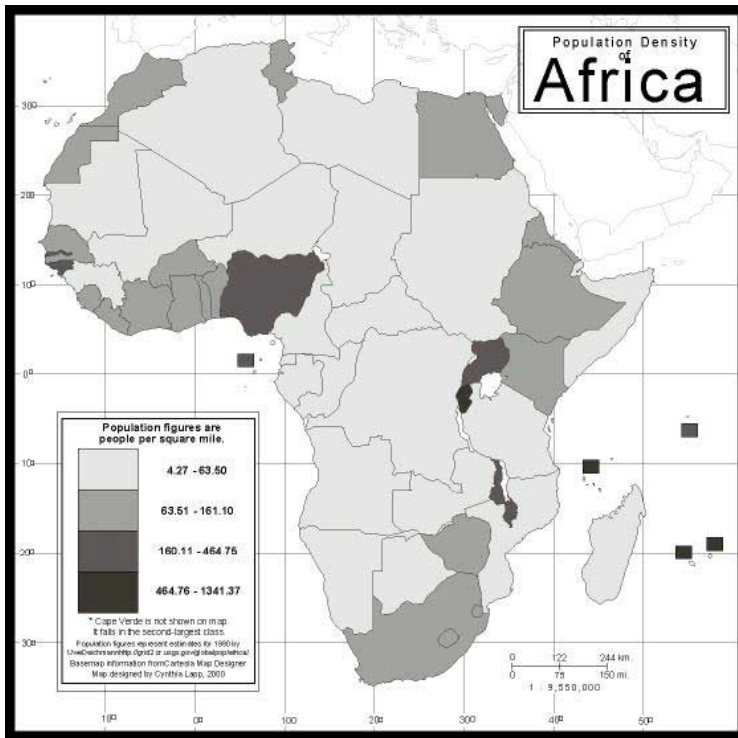 Population Density
of
Africa
30°
20°
10°
0°
10°
20°
30°
Population figures are
people per square mile.
4.27 - 63.50
63.51 - 161.10
160.11 - 464.75
464.76 - 1341.37
* Cape Verde is not shown on map.
It falls in the second-largest class.
Population figures represent estimates for 1990 by
Basemap information from Cartesia Map Designer
Map designed by Cynthia Lapp, 2000
0 122 244 km.
0 75 150 mi.
1 : 9,550,000
10° 0° 10° 20° 30° 40° 50°